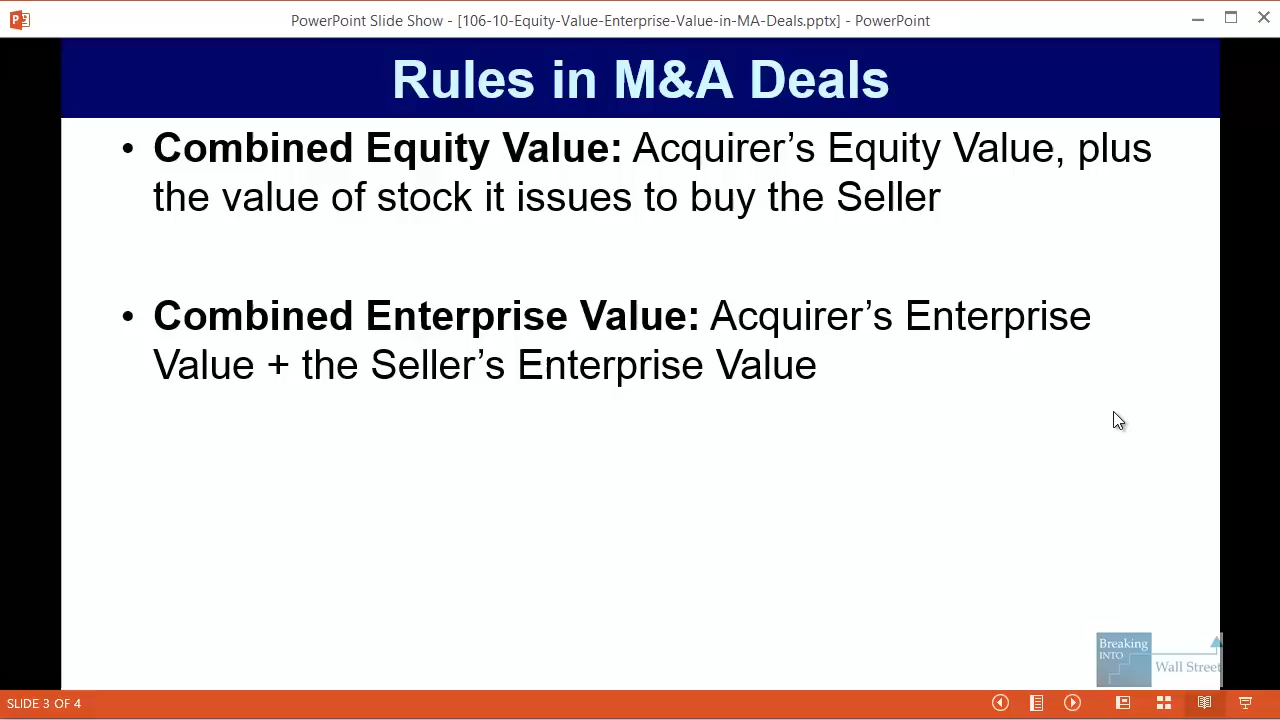 PowerPoint Slide Show - [106-10-Equity-Value-Enterprise-Value-in-MA-Deals.pptx] - PowerPoint
Rules in M&A Deals
• Combined Equity Value: Acquirer’s Equity Value, plus
the value of stock it issues to buy the Seller
• Combined Enterprise Value: Acquirer’s Enterprise
Value + the Seller’s Enterprise Value
Breaking
INTO
Wall Street
SLIDE 3 OF 4